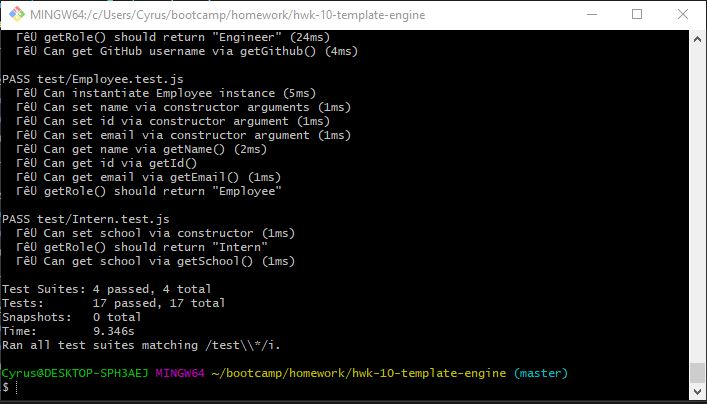 MINGW64:/c/Users/Cyrus/bootcamp/homework/hwk-10-template-engine
ΓêÜ getRole() should return "Engineer" (24ms)
ΓêÜ Can get GitHub username via getGithub() (4ms)
PASS test/Employee.test.js
ΓêÜ Can instantiate Employee instance (5ms)
ΓêÜ Can set name via constructor arguments (1ms)
ΓêÜ Can set id via constructor argument (1ms)
ΓêÜ Can set email via constructor argument (1ms)
ΓêÜ Can get name via getName() (2ms)
ΓêÜ Can get id via getId()
ΓêÜ Can get email via getEmail() (1ms)
ΓêÜ getRole() should return "Employee"
PASS test/Intern.test.js
ΓêÜ Can set school via constructor (1ms)
ΓêÜ getRole() should return "Intern"
ΓêÜ Can get school via getSchool() (1ms)
Test Suites: 4 passed, 4 total
Tests:       17 passed, 17 total
Snapshots:   0 total
Time:        9.346s
Ran all test suites matching /test\\*/i.
Cyrus@DESKTOP-SPH3AEJ MINGW64 ~/bootcamp/homework/hwk-10-template-engine (master)
$